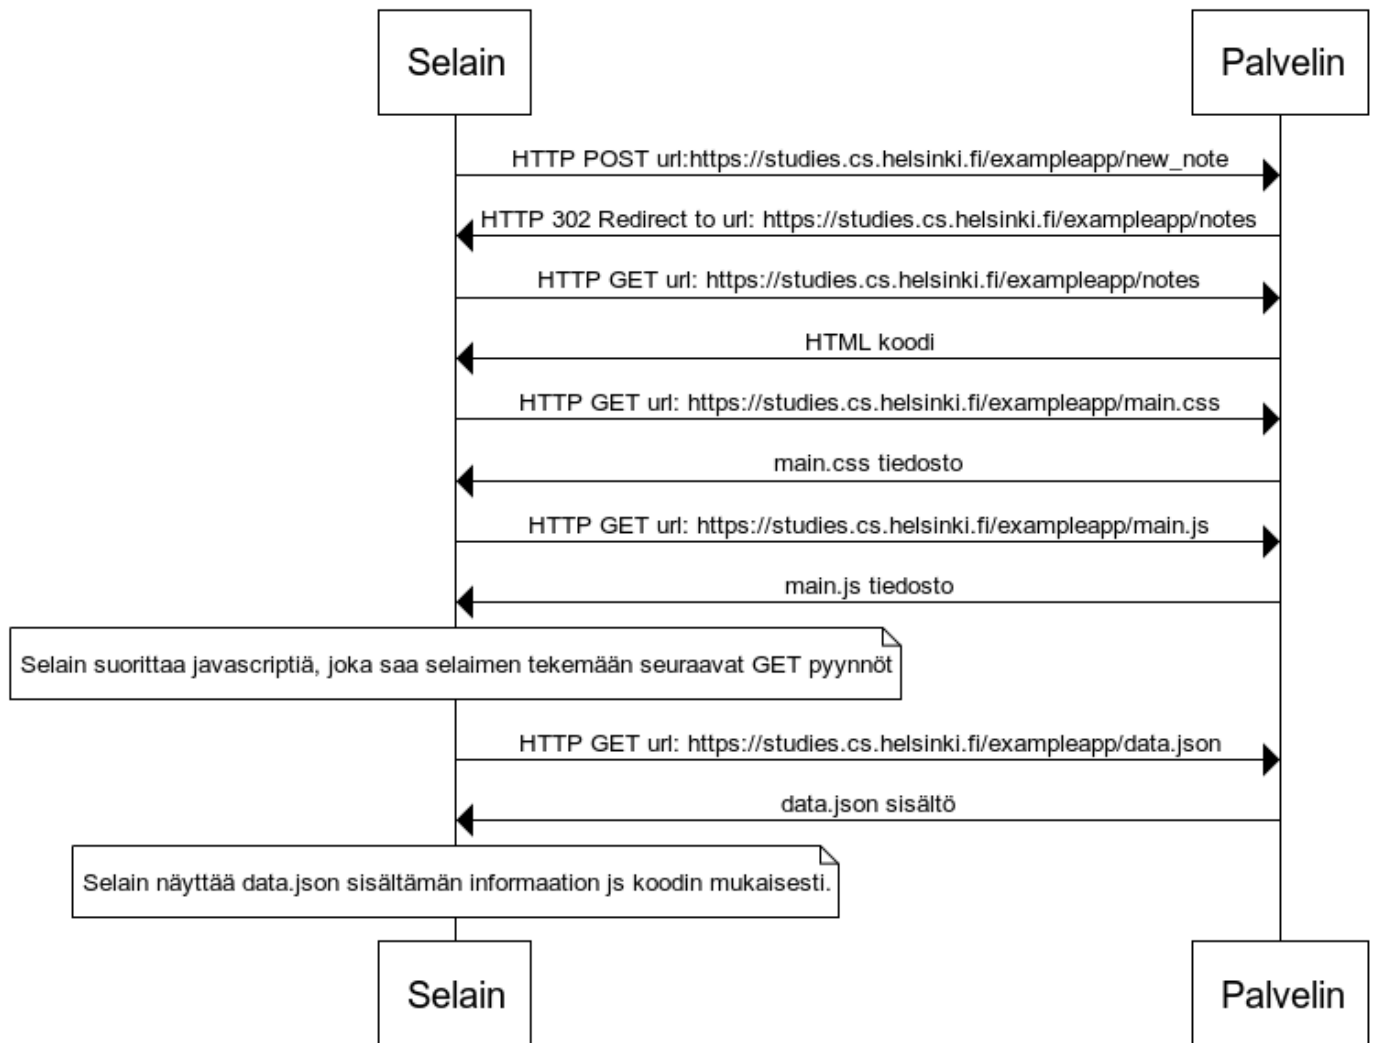 Selain
Palvelin
HTTP POST url:https://studies.cs.helsinki.fi/exampleapp/new_note
HTTP 302 Redirect to url: https://studies.cs.helsinki.fi/exampleapp/notes
HTTP GET url: https://studies.cs.helsinki.fi/exampleapp/notes
HTML koodi
HTTP GET url: https://studies.cs.helsinki.fi/exampleapp/main.css
main.css tiedosto
HTTP GET url: https://studies.cs.helsinki.fi/exampleapp/main.js
main.js tiedosto
Selain suorittaa javascriptiä, joka saa selaimen tekemään seuraavat GET pyynnöt
HTTP GET url: https://studies.cs.helsinki.fi/exampleapp/data.json
data.json sisältö
Selain näyttää data.json sisältämän informaation js koodin mukaisesti.
Selain
Palvelin